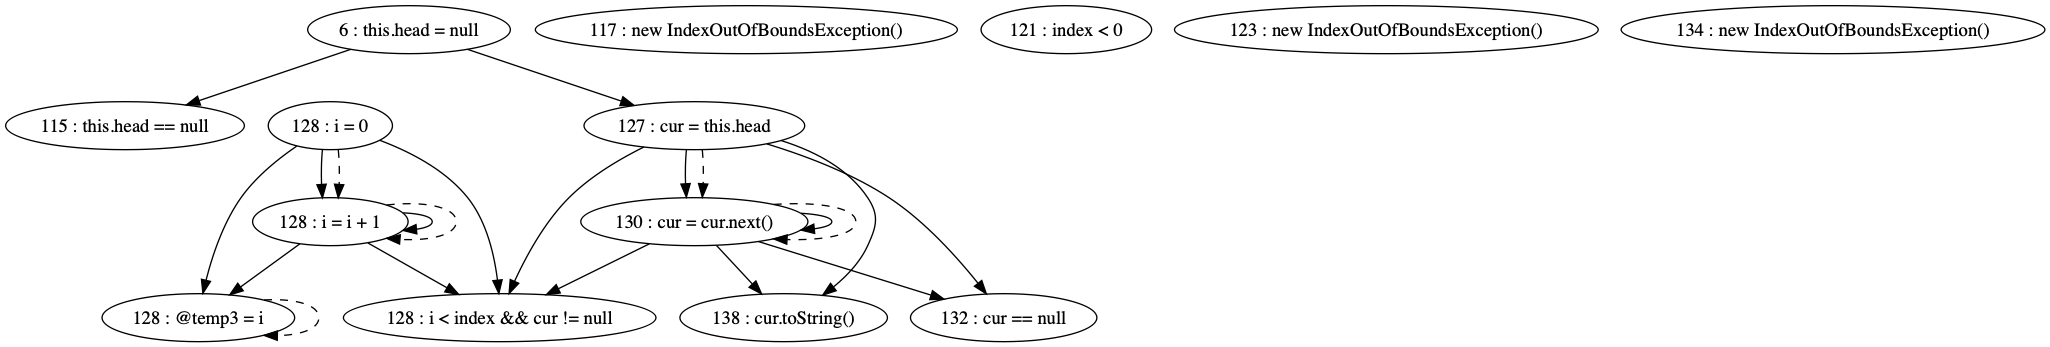 6 : this.head = null
117 : new IndexOutOfBoundsException()
121 : index < 0
123 : new IndexOutOfBoundsException()
134 : new IndexOutOfBoundsException()
115 : this.head == null
128 : i = 0
127 : cur = this.head
128 : i = i + 1
130 : cur = cur.next()
128 : @temp3 = i
128 : i < index && cur != null
138 : cur.toString()
132 : cur == null